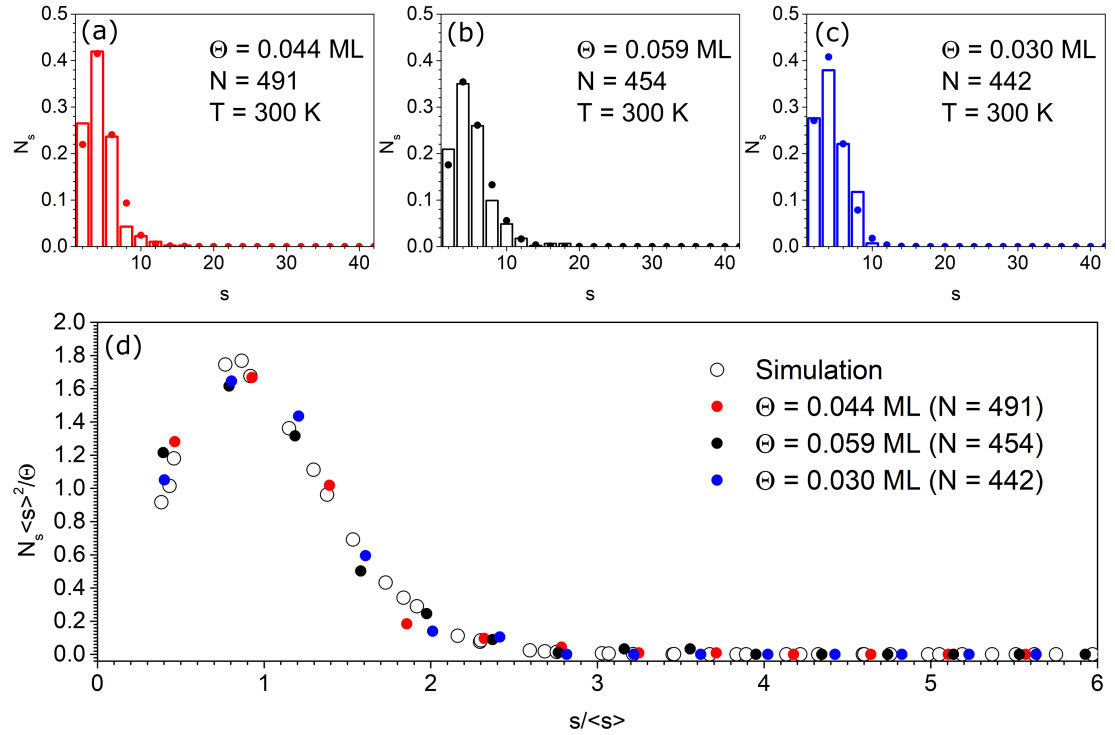 (a)
Θ = 0.044 ML
N = 491
T = 300 K
0.5
0.4
0.3
0.2
0.1
0.0
N_s
10 20 30 40
s
(b)
Θ = 0.059 ML
N = 454
T = 300 K
0.5
0.4
0.3
0.2
0.1
0.0
N_s
10 20 30 40
s
(c)
Θ = 0.030 ML
N = 442
T = 300 K
0.5
0.4
0.3
0.2
0.1
0.0
N_s
10 20 30 40
s
(d)
2.0
1.8
1.6
1.4
1.2
1.0
0.8
0.6
0.4
0.2
0.0
N_s<s>²/Θ
Simulation
Θ = 0.044 ML (N = 491)
Θ = 0.059 ML (N = 454)
Θ = 0.030 ML (N = 442)
0 1 2 3 4 5 6
s/<s>